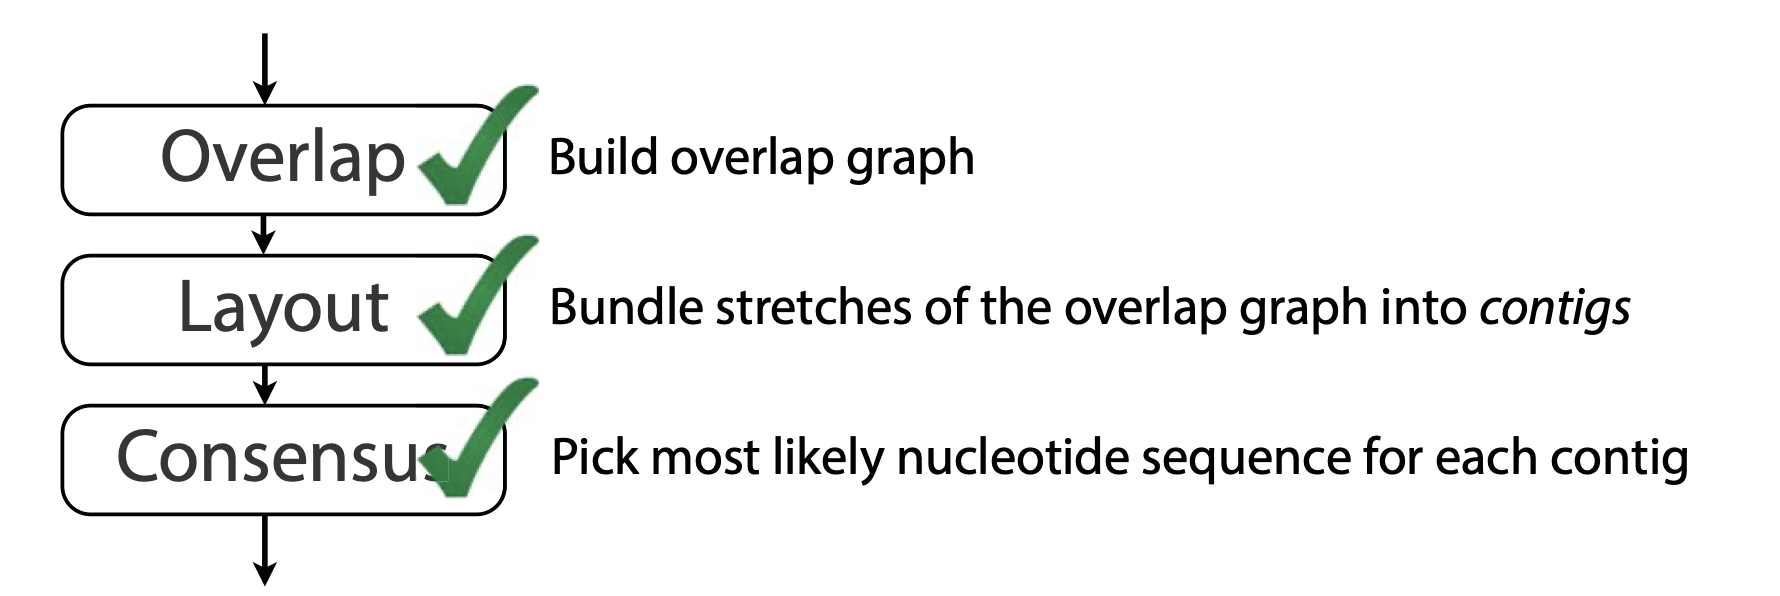 Overlap
Build overlap graph
Layout
Bundle stretches of the overlap graph into contigs
Consensus
Pick most likely nucleotide sequence for each contig